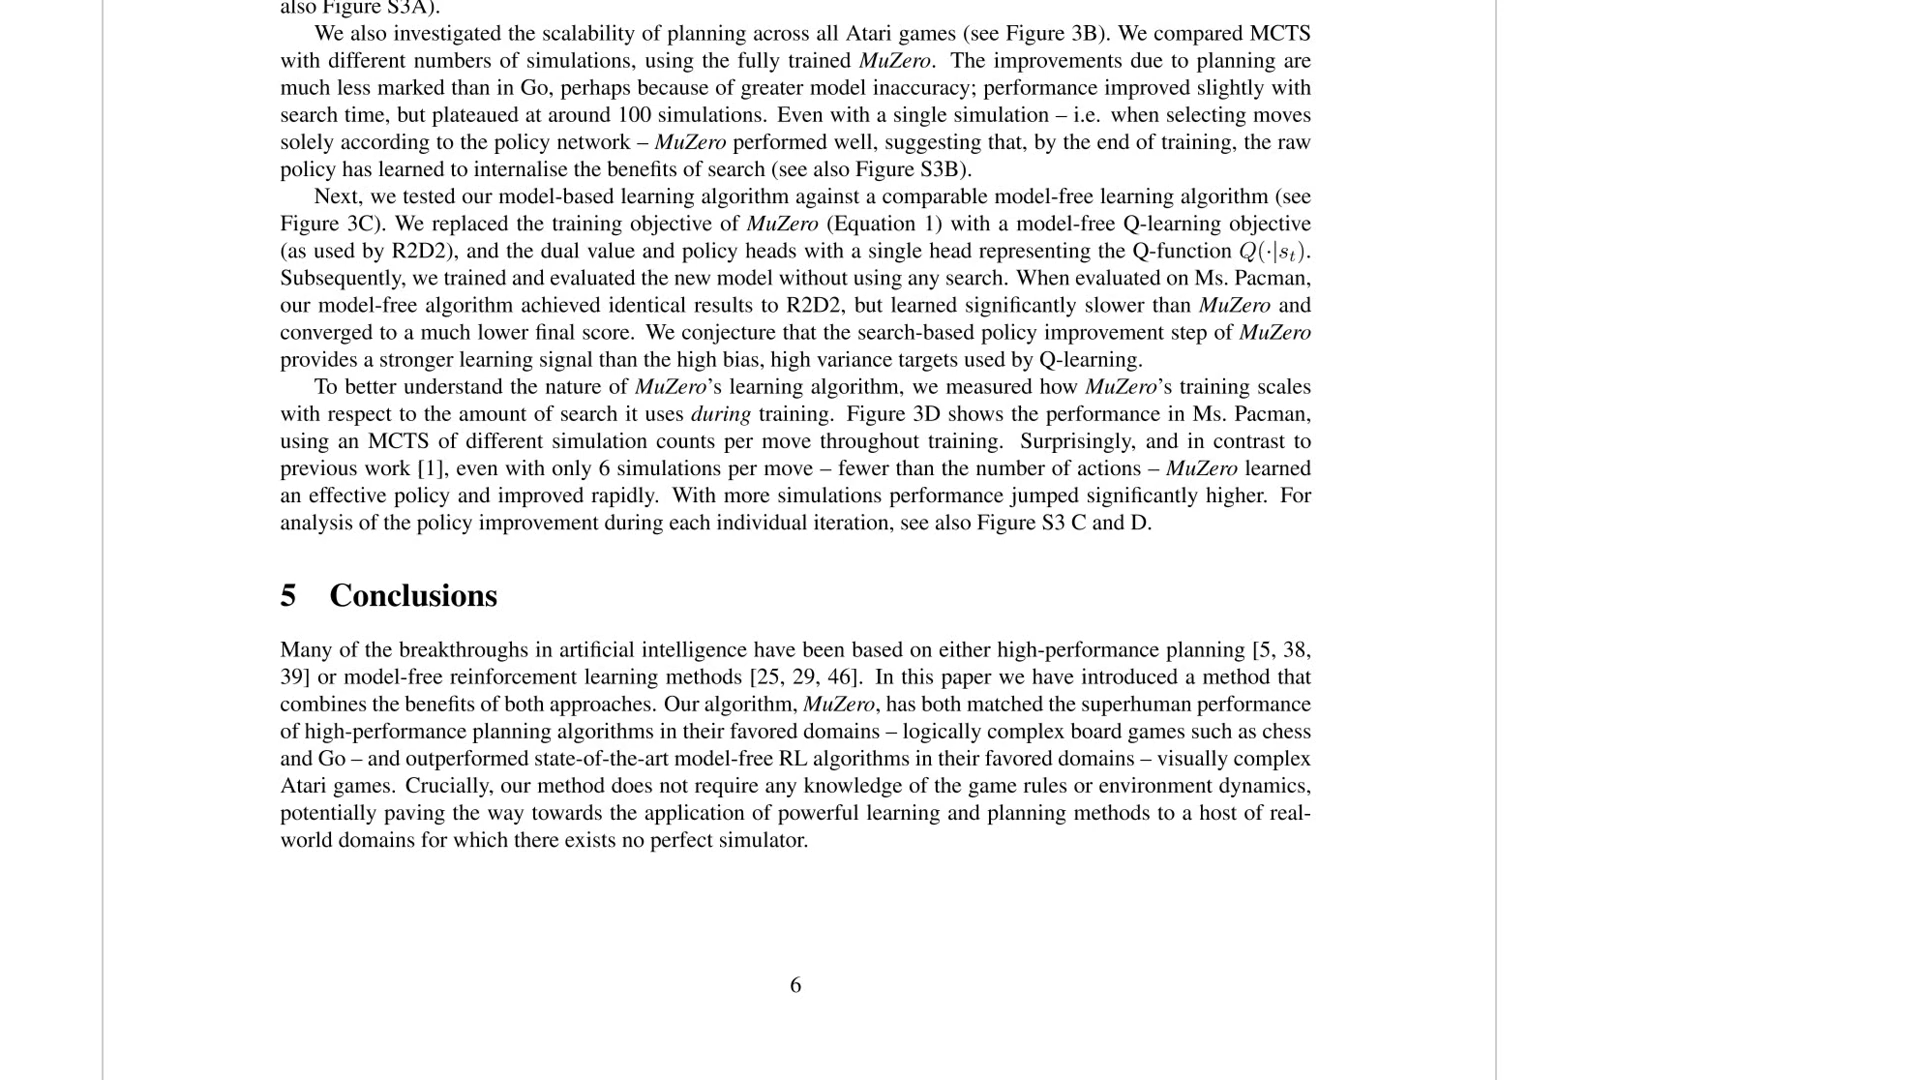 also Figure S3A).
We also investigated the scalability of planning across all Atari games (see Figure 3B). We compared MCTS
with different numbers of simulations, using the fully trained MuZero. The improvements due to planning are
much less marked than in Go, perhaps because of greater model inaccuracy; performance improved slightly with
search time, but plateaued at around 100 simulations. Even with a single simulation – i.e. when selecting moves
solely according to the policy network – MuZero performed well, suggesting that, by the end of training, the raw
policy has learned to internalise the benefits of search (see also Figure S3B).
Next, we tested our model-based learning algorithm against a comparable model-free learning algorithm (see
Figure 3C). We replaced the training objective of MuZero (Equation 1) with a model-free Q-learning objective
(as used by R2D2), and the dual value and policy heads with a single head representing the Q-function Q(·|sₜ).
Subsequently, we trained and evaluated the new model without using any search. When evaluated on Ms. Pacman,
our model-free algorithm achieved identical results to R2D2, but learned significantly slower than MuZero and
converged to a much lower final score. We conjecture that the search-based policy improvement step of MuZero
provides a stronger learning signal than the high bias, high variance targets used by Q-learning.
To better understand the nature of MuZero's learning algorithm, we measured how MuZero's training scales
with respect to the amount of search it uses during training. Figure 3D shows the performance in Ms. Pacman,
using an MCTS of different simulation counts per move throughout training. Surprisingly, and in contrast to
previous work [1], even with only 6 simulations per move – fewer than the number of actions – MuZero learned
an effective policy and improved rapidly. With more simulations performance jumped significantly higher. For
analysis of the policy improvement during each individual iteration, see also Figure S3 C and D.
5 Conclusions
Many of the breakthroughs in artificial intelligence have been based on either high-performance planning [5, 38,
39] or model-free reinforcement learning methods [25, 29, 46]. In this paper we have introduced a method that
combines the benefits of both approaches. Our algorithm, MuZero, has both matched the superhuman performance
of high-performance planning algorithms in their favored domains – logically complex board games such as chess
and Go – and outperformed state-of-the-art model-free RL algorithms in their favored domains – visually complex
Atari games. Crucially, our method does not require any knowledge of the game rules or environment dynamics,
potentially paving the way towards the application of powerful learning and planning methods to a host of real-
world domains for which there exists no perfect simulator.
6